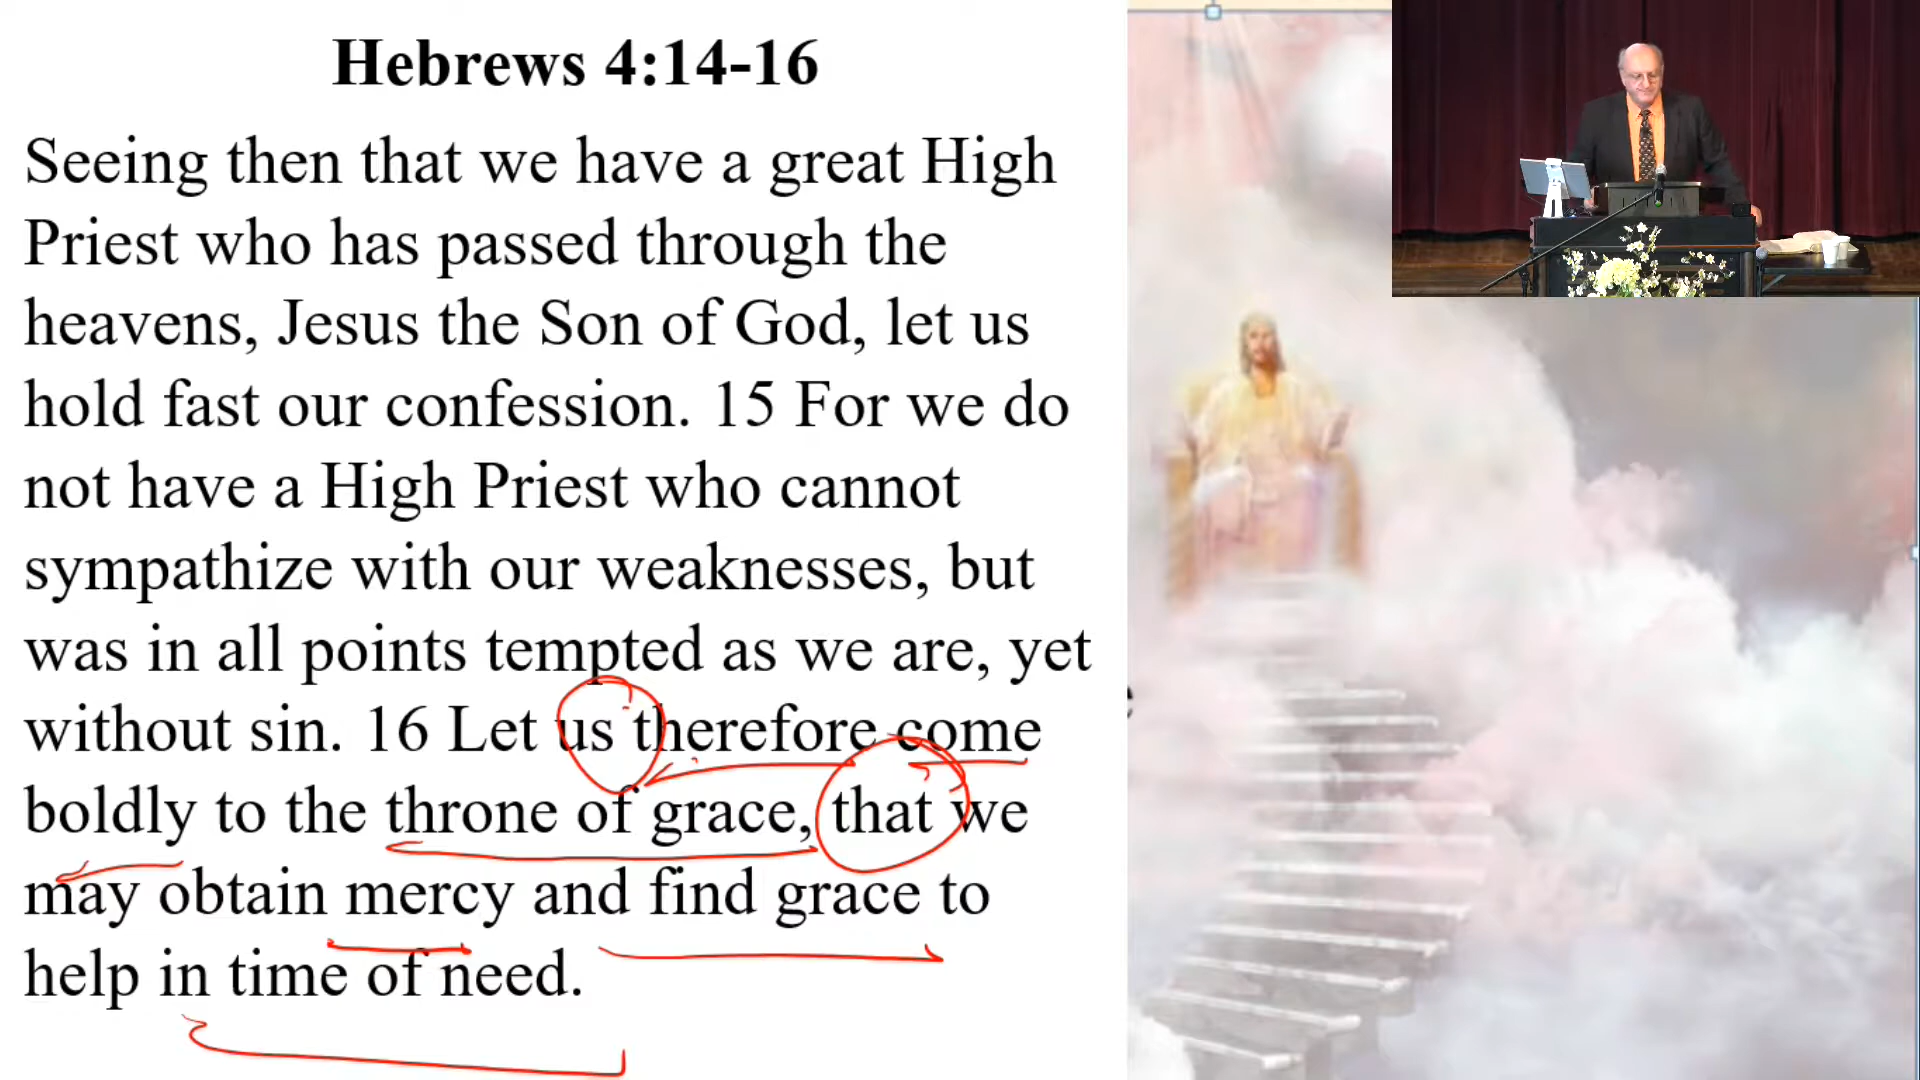 Hebrews 4:14-16
Seeing then that we have a great High
Priest who has passed through the
heavens, Jesus the Son of God, let us
hold fast our confession. 15 For we do
not have a High Priest who cannot
sympathize with our weaknesses, but
was in all points tempted as we are, yet
without sin. 16 Let us therefore come
boldly to the throne of grace, that we
may obtain mercy and find grace to
help in time of need.